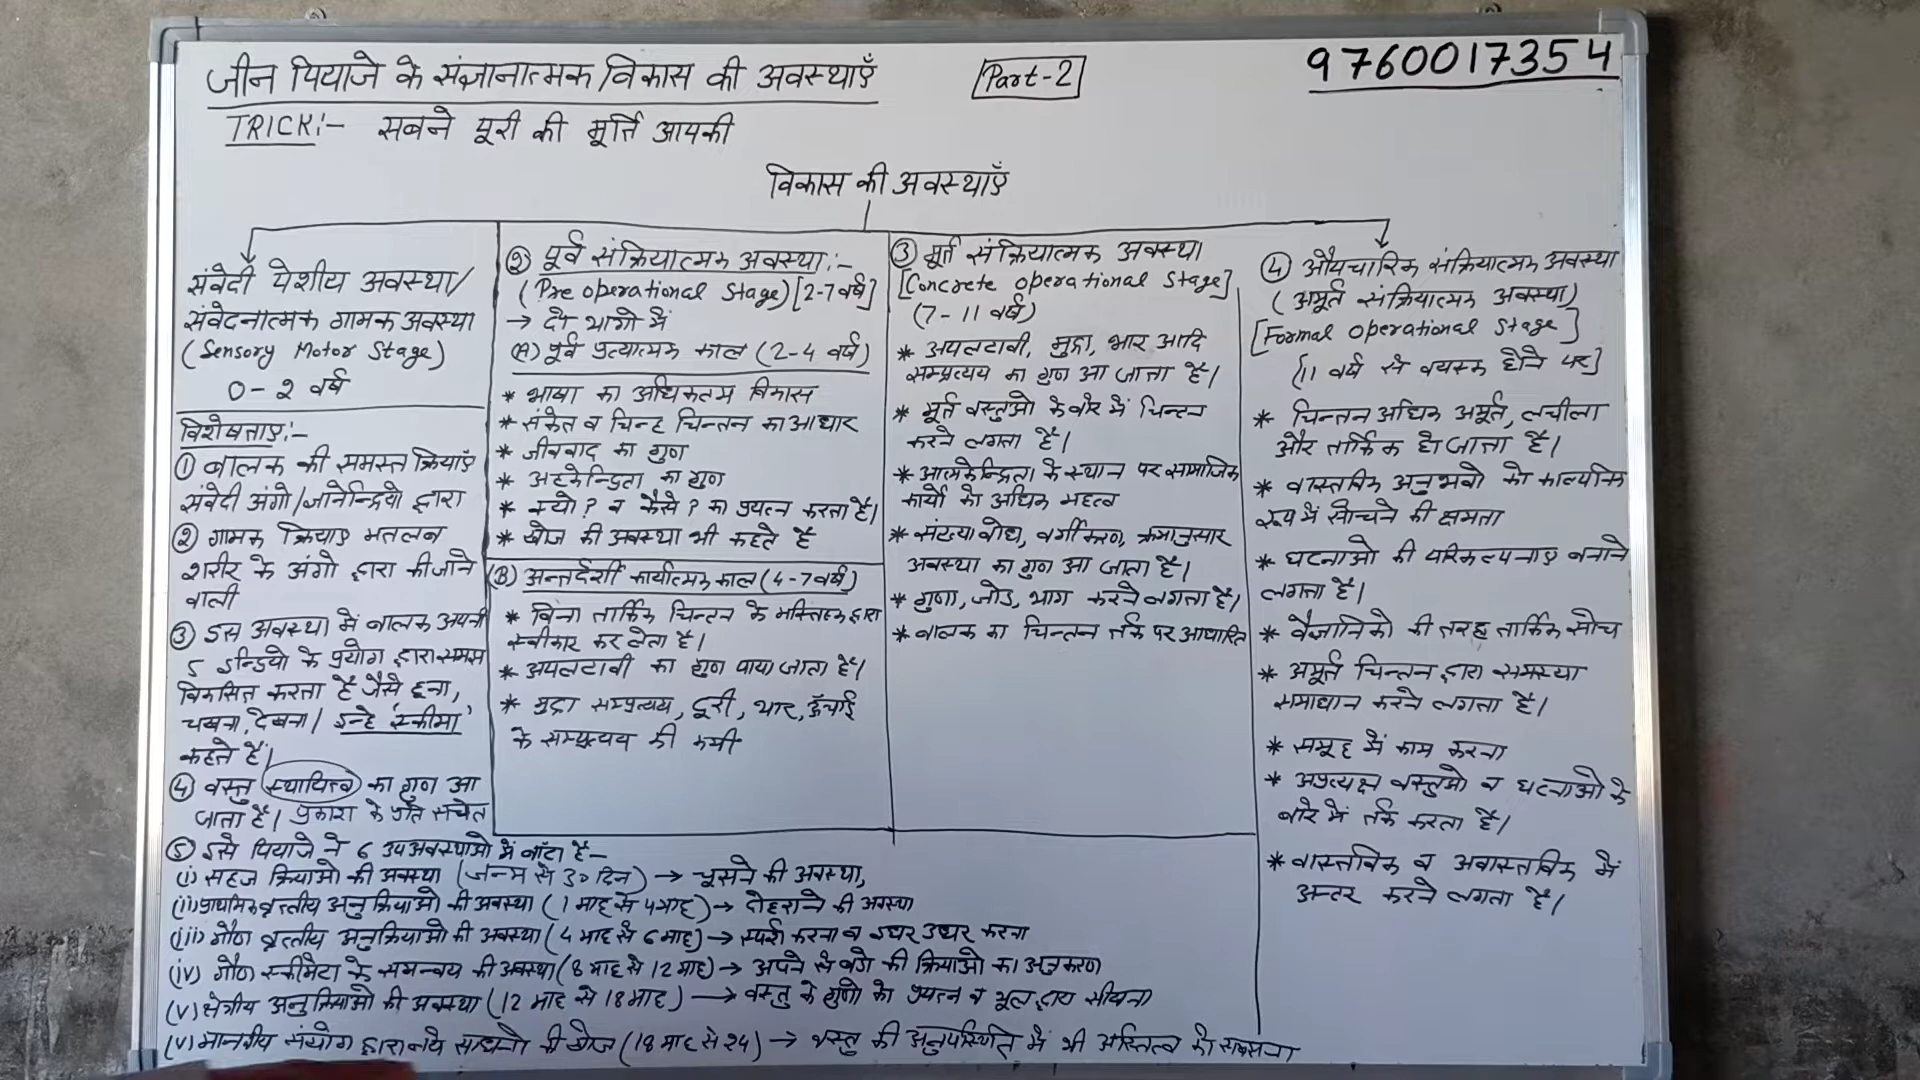 जीन पियाजे के संज्ञानात्मक विकास की अवस्थाएँ
Part-2
9760017354
TRICK:- सबने पूरी की मूर्ति आपकी
विकास की अवस्थाएँ
संवेदी पेशीय अवस्था/
संवेदनात्मक गामक अवस्था
(Sensory Motor Stage)
0-2 वर्ष
विशेषताए:-
① बालक की समस्त क्रियाएँ
संवेदी अंगो/ज्ञानेन्द्रियो द्वारा
② गामक क्रियाए मतलब
शरीर के अंगो द्वारा की जाने
वाली
③ इस अवस्था में बालक अपनी
5 इन्द्रियो के प्रयोग द्वारा समझ
विकसित करता है जैसे छूना,
चखना, देखना/ इन्हे 'स्कीमा'
कहते हैं।
④ वस्तु स्थायित्व का गुण आ
जाता है। प्रकाश के प्रति सचेत
② पूर्व संक्रियात्मक अवस्था:-
(Pre operational Stage) [2-7 वर्ष]
→ दो भागो में
(A) पूर्व प्रत्यात्मक काल (2-4 वर्ष)
* भाषा का अधिकतम विकास
* संकेत व चिन्ह चिन्तन का आधार
* जीववाद का गुण
* अहकेन्द्रिता का गुण
* क्यो? व कैसे? का प्रयत्न करता है।
* खोज की अवस्था भी कहते है
(B) अन्तर्दर्शी कार्यात्मक काल (4-7 वर्ष)
* बिना तार्किक चिन्तन के मस्तिष्क द्वारा
स्वीकार कर लेता है।
* अपलटावी का गुण पाया जाता है।
* मुद्रा सम्प्रत्यय, दूरी, भार, ऊँचाई
के सम्प्रत्यय की कमी
③ मूर्त संक्रियात्मक अवस्था
[Concrete operational Stage]
(7-11 वर्ष)
* अपलटावी, मुद्रा, भार आदि
सम्प्रत्यय का गुण आ जाता है।
* मूर्त वस्तुओ के बारे में चिन्तन
करने लगता है।
* आत्मकेन्द्रिता के स्थान पर सामाजिक
कार्यो को अधिक महत्व
* संख्या बोध, वर्गीकरण, क्रमानुसार
अवस्था का गुण आ जाता है।
* गुणा, जोड़, भाग करने लगता है।
* बालक का चिन्तन तर्क पर आधारित
④ औपचारिक संक्रियात्मक अवस्था
(अमूर्त संक्रियात्मक अवस्था)
[Formal operational Stage]
[11 वर्ष से वयस्क होने पर]
* चिन्तन अधिक अमूर्त, लचीला
और तार्किक हो जाता है।
* वास्तविक अनुभवो को काल्पनिक
रूप में सोचने की क्षमता
* घटनाओ की परिकल्पनाए बनाने
लगता है।
* वैज्ञानिको की तरह तार्किक सोच
* अमूर्त चिन्तन द्वारा समस्या
समाधान करने लगता है।
* समूह में काम करना
* अप्रत्यक्ष वस्तुओ व घटनाओ के
बारे में तर्क करता है।
* वास्तविक व अवास्तविक में
अन्तर करने लगता है।
⑤ इसे पियाजे ने 6 उपअवस्थाओ में बाँटा है-
(i) सहज क्रियाओ की अवस्था (जन्म से 30 दिन) → चूसने की अवस्था,
(ii) प्राथमिक वृत्तीय अनुक्रियाओ की अवस्था (1 माह से 4 माह) → दोहराने की अवस्था
(iii) गौण वृत्तीय अनुक्रियाओ की अवस्था (4 माह से 6 माह) → स्पर्श करना व इधर उधर करना
(iv) गौण स्कीमेटा के समन्वय की अवस्था (8 माह से 12 माह) → अपने से बडो की क्रियाओ का अनुकरण
(v) क्षेत्रीय अनुक्रियाओ की अवस्था (12 माह से 18 माह) → वस्तु के गुणो को प्रयत्न व भूल द्वारा सीखना
(v) मानसीय संयोग द्वारा नये साधनो की खोज (18 माह से 24) → वस्तु की अनुपस्थिति में भी अस्तित्व को समझना